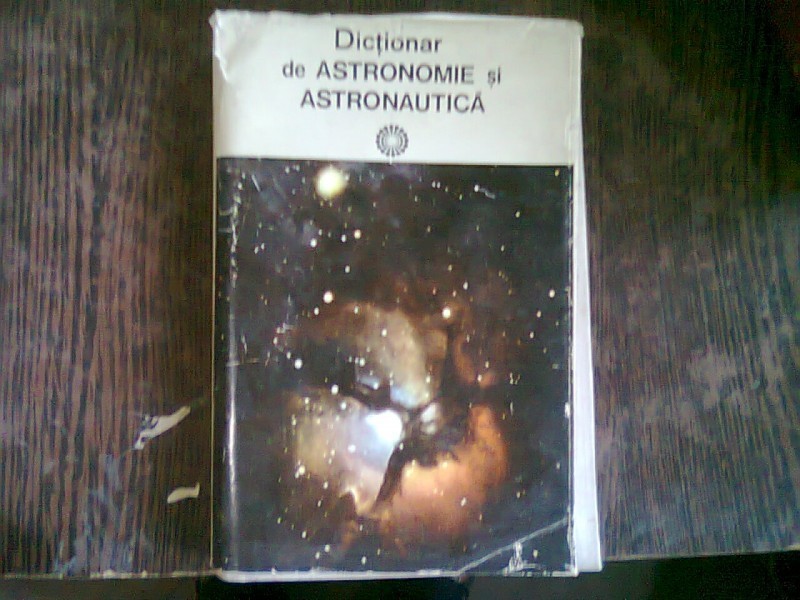 Dicționar
de ASTRONOMIE și
ASTRONAUTICĂ